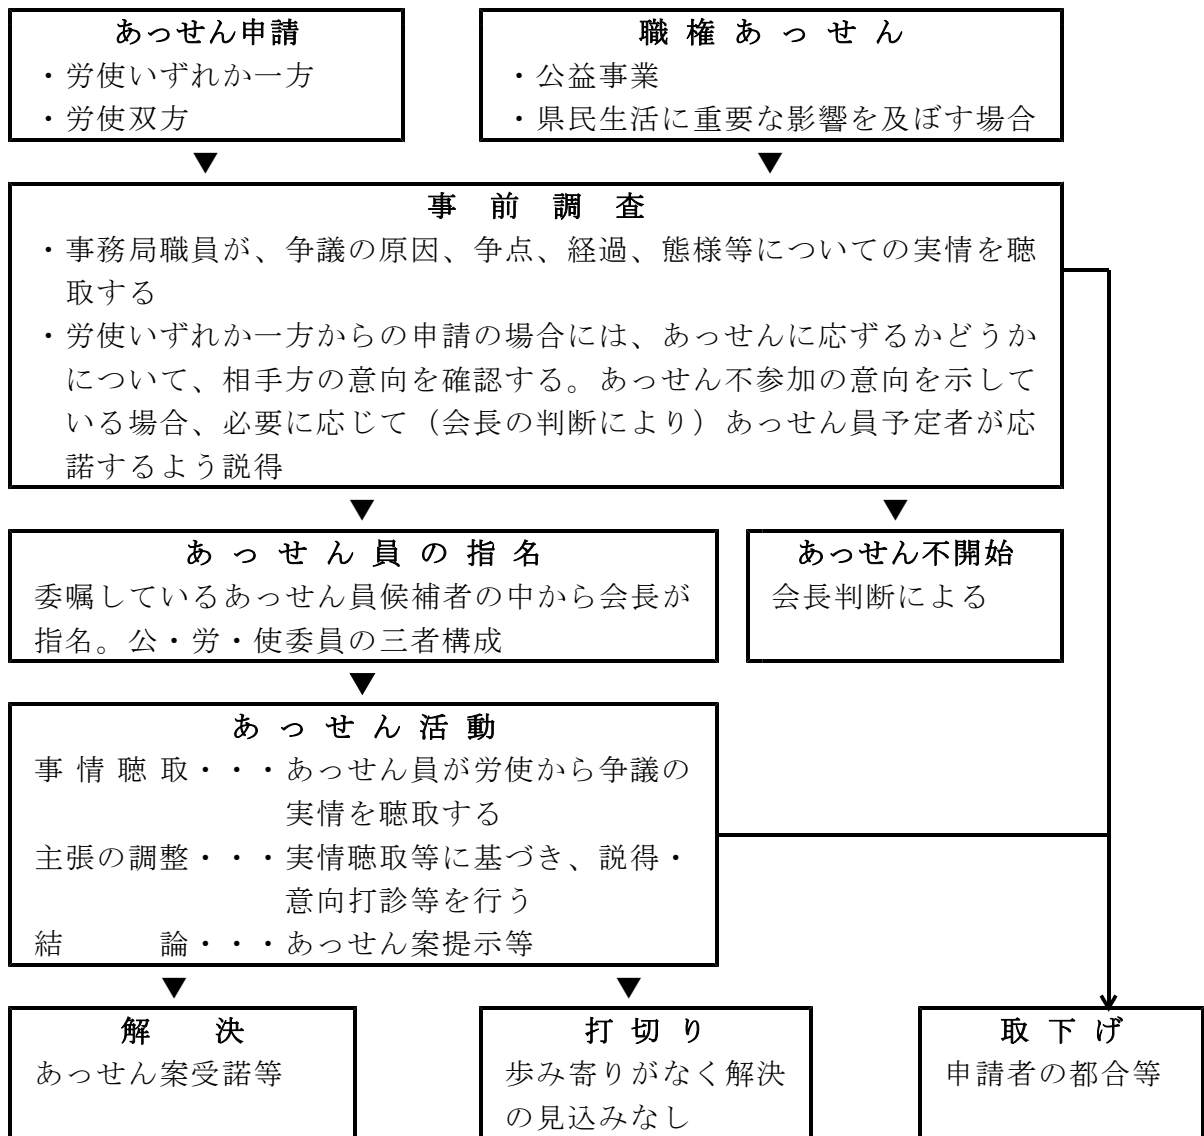 あっせん申請
・労使いずれか一方
・労使双方
職権あっせん
・公益事業
・県民生活に重要な影響を及ぼす場合
▼
▼
事前調査
・事務局職員が、争議の原因、争点、経過、態様等についての実情を聴
取する
・労使いずれか一方からの申請の場合には、あっせんに応ずるかどうか
について、相手方の意向を確認する。あっせん不参加の意向を示して
いる場合、必要に応じて（会長の判断により）あっせん員予定者が応
諾するよう説得
▼
▼
あっせん員の指名
委嘱しているあっせん員候補者の中から会長が
指名。公・労・使委員の三者構成
あっせん不開始
会長判断による
▼
あっせん活動
事情聴取・・・あっせん員が労使から争議の
実情を聴取する
主張の調整・・・実情聴取等に基づき、説得・
意向打診等を行う
結　　論・・・あっせん案提示等
▼
▼
解　決
あっせん案受諾等
打切り
歩み寄りがなく解決
の見込みなし
取下げ
申請者の都合等